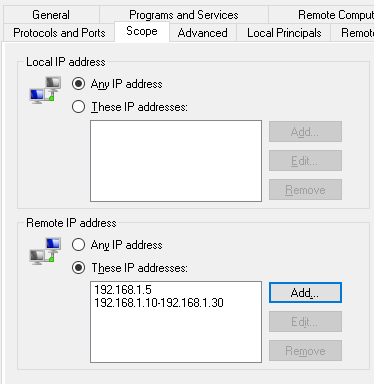 General
Programs and Services
Remote Comput
Protocols and Ports
Scope
Advanced
Local Principals
Remote
Local IP address
Any IP address
These IP addresses:
Add...
Edit...
Remove
Remote IP address
Any IP address
These IP addresses:
192.168.1.5
192.168.1.10-192.168.1.30
Add...
Edit...
Remove